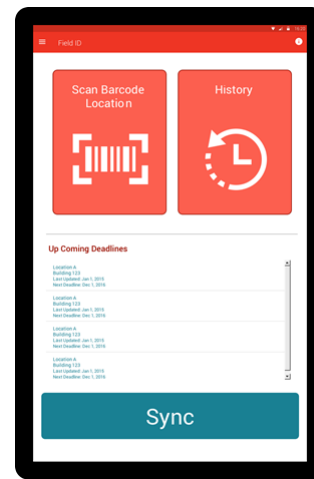 16:20
Field ID
Scan Barcode
Location
History
Up Coming Deadlines
Location A
Building 123
Last Updated: Jan 1, 2015
Next Deadline: Dec 1, 2016
Location A
Building 123
Last Updated: Jan 1, 2015
Next Deadline: Dec 1, 2016
Location A
Building 123
Last Updated: Jan 1, 2015
Next Deadline: Dec 1, 2016
Location A
Building 123
Last Updated: Jan 1, 2015
Next Deadline: Dec 1, 2016
Sync